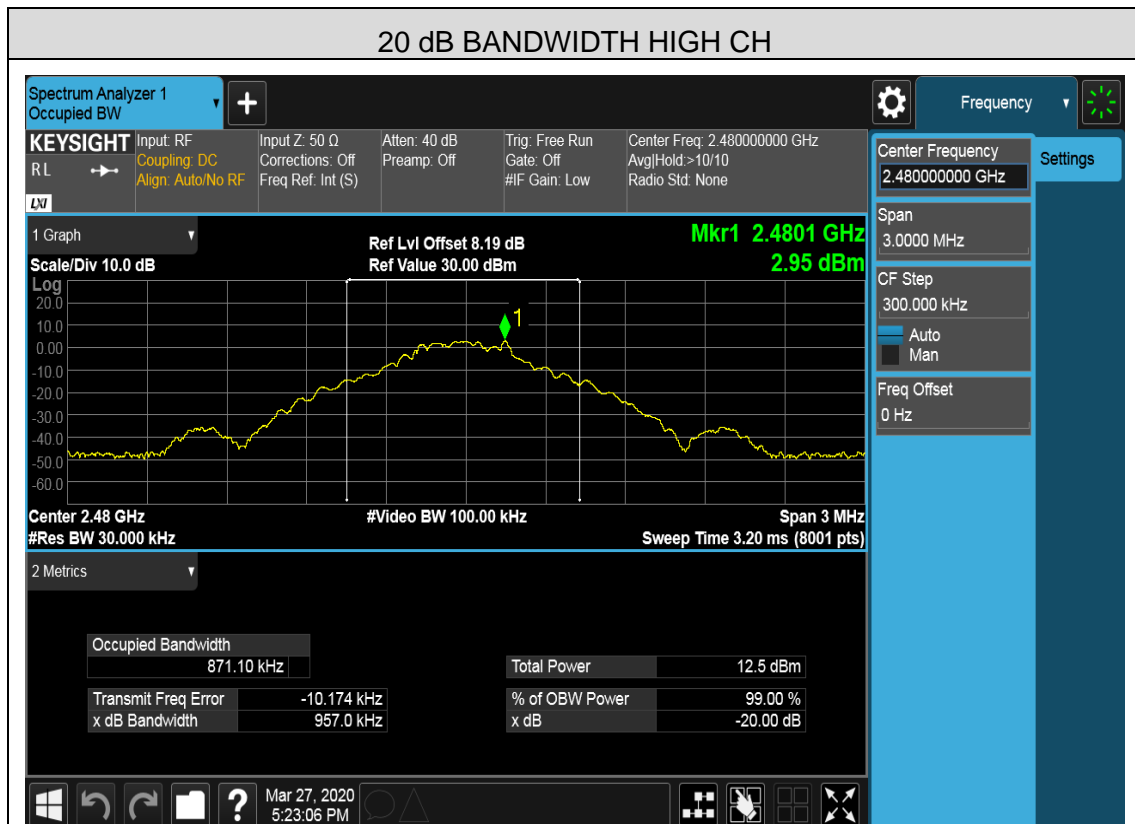 20 dB BANDWIDTH HIGH CH
Spectrum Analyzer 1
Occupied BW
+
Frequency
KEYSIGHT
RL
LXI
Input: RF
Coupling: DC
Align: Auto/No RF
Input Z: 50 Ω
Corrections: Off
Freq Ref: Int (S)
Atten: 40 dB
Preamp: Off
Trig: Free Run
Gate: Off
#IF Gain: Low
Center Freq: 2.480000000 GHz
Avg|Hold:>10/10
Radio Std: None
Center Frequency
2.480000000 GHz
Settings
Span
3.0000 MHz
CF Step
300.000 kHz
Auto
Man
Freq Offset
0 Hz
1 Graph
Scale/Div 10.0 dB
Ref Lvl Offset 8.19 dB
Ref Value 30.00 dBm
Mkr1 2.4801 GHz
2.95 dBm
Log
20.0
10.0
0.00
-10.0
-20.0
-30.0
-40.0
-50.0
-60.0
1
Center 2.48 GHz
#Res BW 30.000 kHz
#Video BW 100.00 kHz
Span 3 MHz
Sweep Time 3.20 ms (8001 pts)
2 Metrics
Occupied Bandwidth
871.10 kHz
Total Power 12.5 dBm
Transmit Freq Error -10.174 kHz
% of OBW Power 99.00 %
x dB Bandwidth 957.0 kHz
x dB -20.00 dB
?
Mar 27, 2020
5:23:06 PM